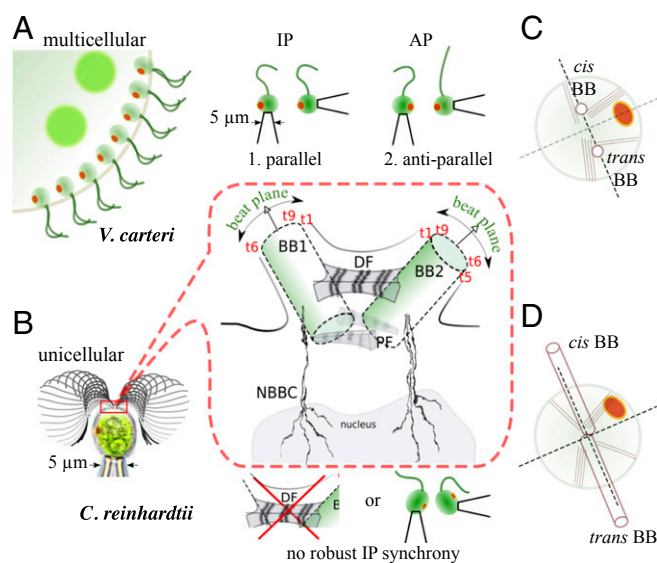 A
multicellular
V. carteri
IP
AP
5 µm
1. parallel
2. anti-parallel
C
cis
BB
trans
BB
beat plane
t9
t1
t6
BB1
DF
t1
t9
BB2
beat plane
t6
t5
PF
NBBC
nucleus
B
unicellular
5 µm
C. reinhardtii
D
cis BB
trans BB
DF
B
or
no robust IP synchrony